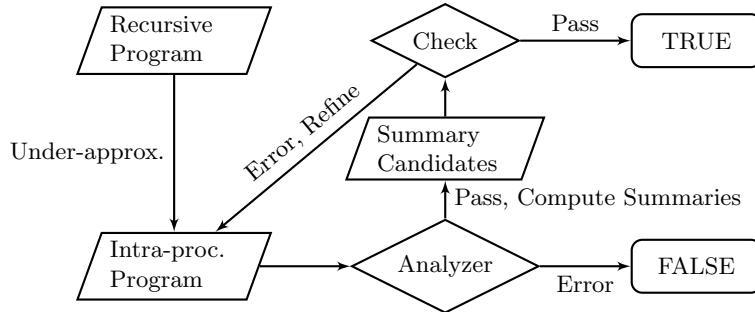 Recursive
Program
Check
Pass
TRUE
Under-approx.
Error, Refine
Summary
Candidates
Pass, Compute Summaries
Intra-proc.
Program
Analyzer
Error
FALSE